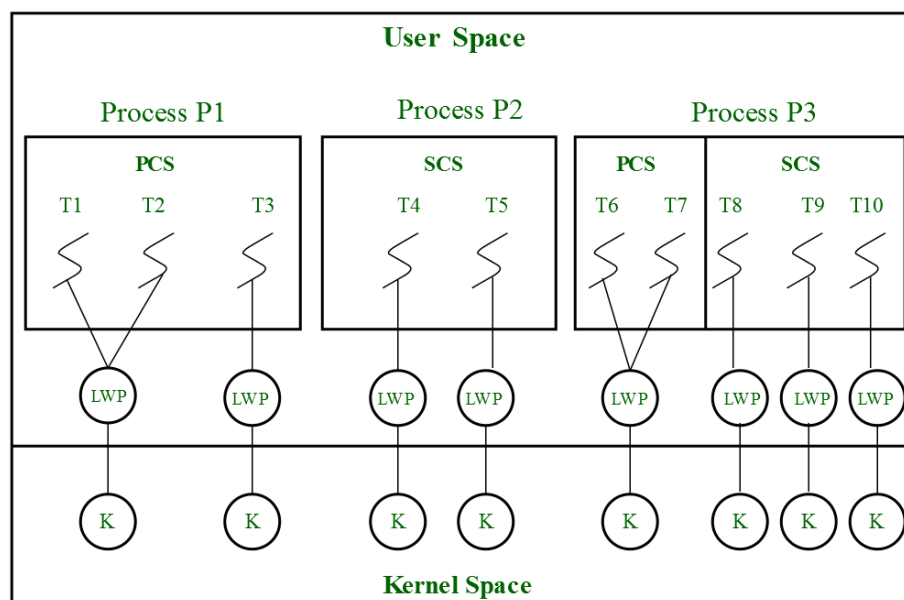 User Space
Process P1
Process P2
Process P3
PCS
SCS
PCS
SCS
T1 T2 T3 T4 T5 T6 T7 T8 T9 T10
LWP LWP LWP LWP LWP LWP LWP LWP
K K K K K K K K
Kernel Space